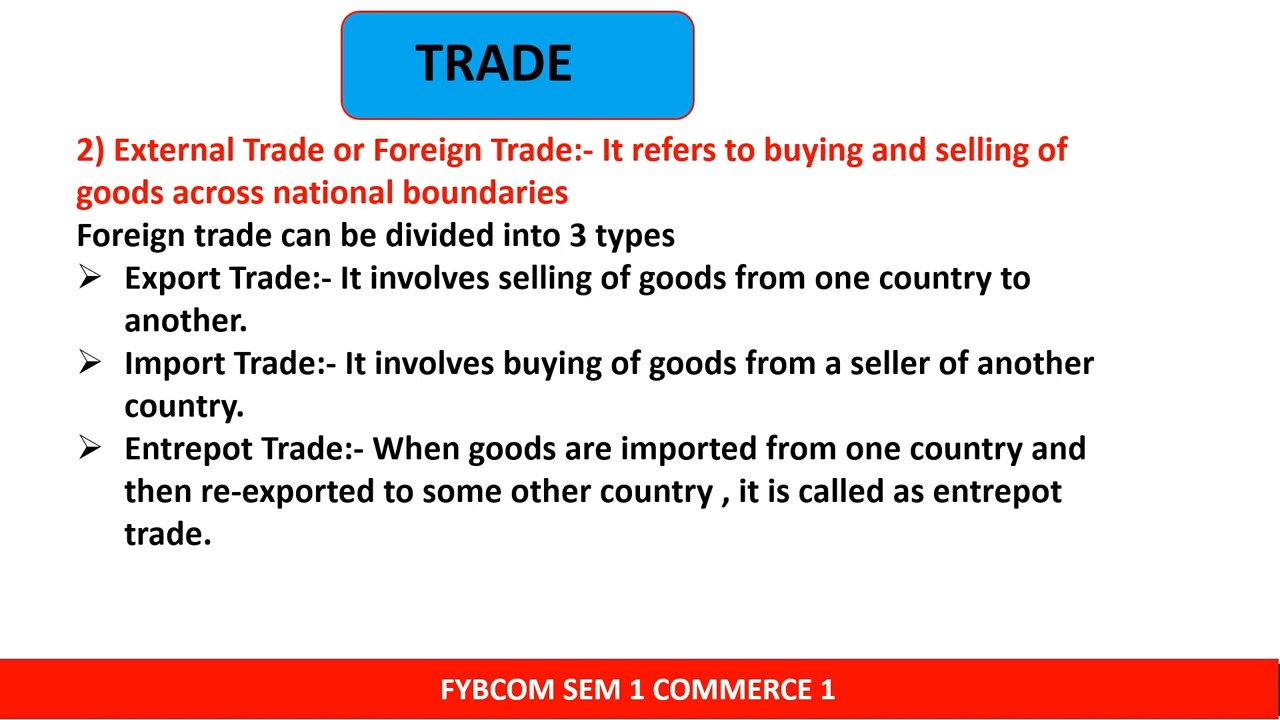 TRADE
2) External Trade or Foreign Trade:- It refers to buying and selling of
goods across national boundaries
Foreign trade can be divided into 3 types
➢ Export Trade:- It involves selling of goods from one country to
another.
➢ Import Trade:- It involves buying of goods from a seller of another
country.
➢ Entrepot Trade:- When goods are imported from one country and
then re-exported to some other country , it is called as entrepot
trade.
FYBCOM SEM 1 COMMERCE 1